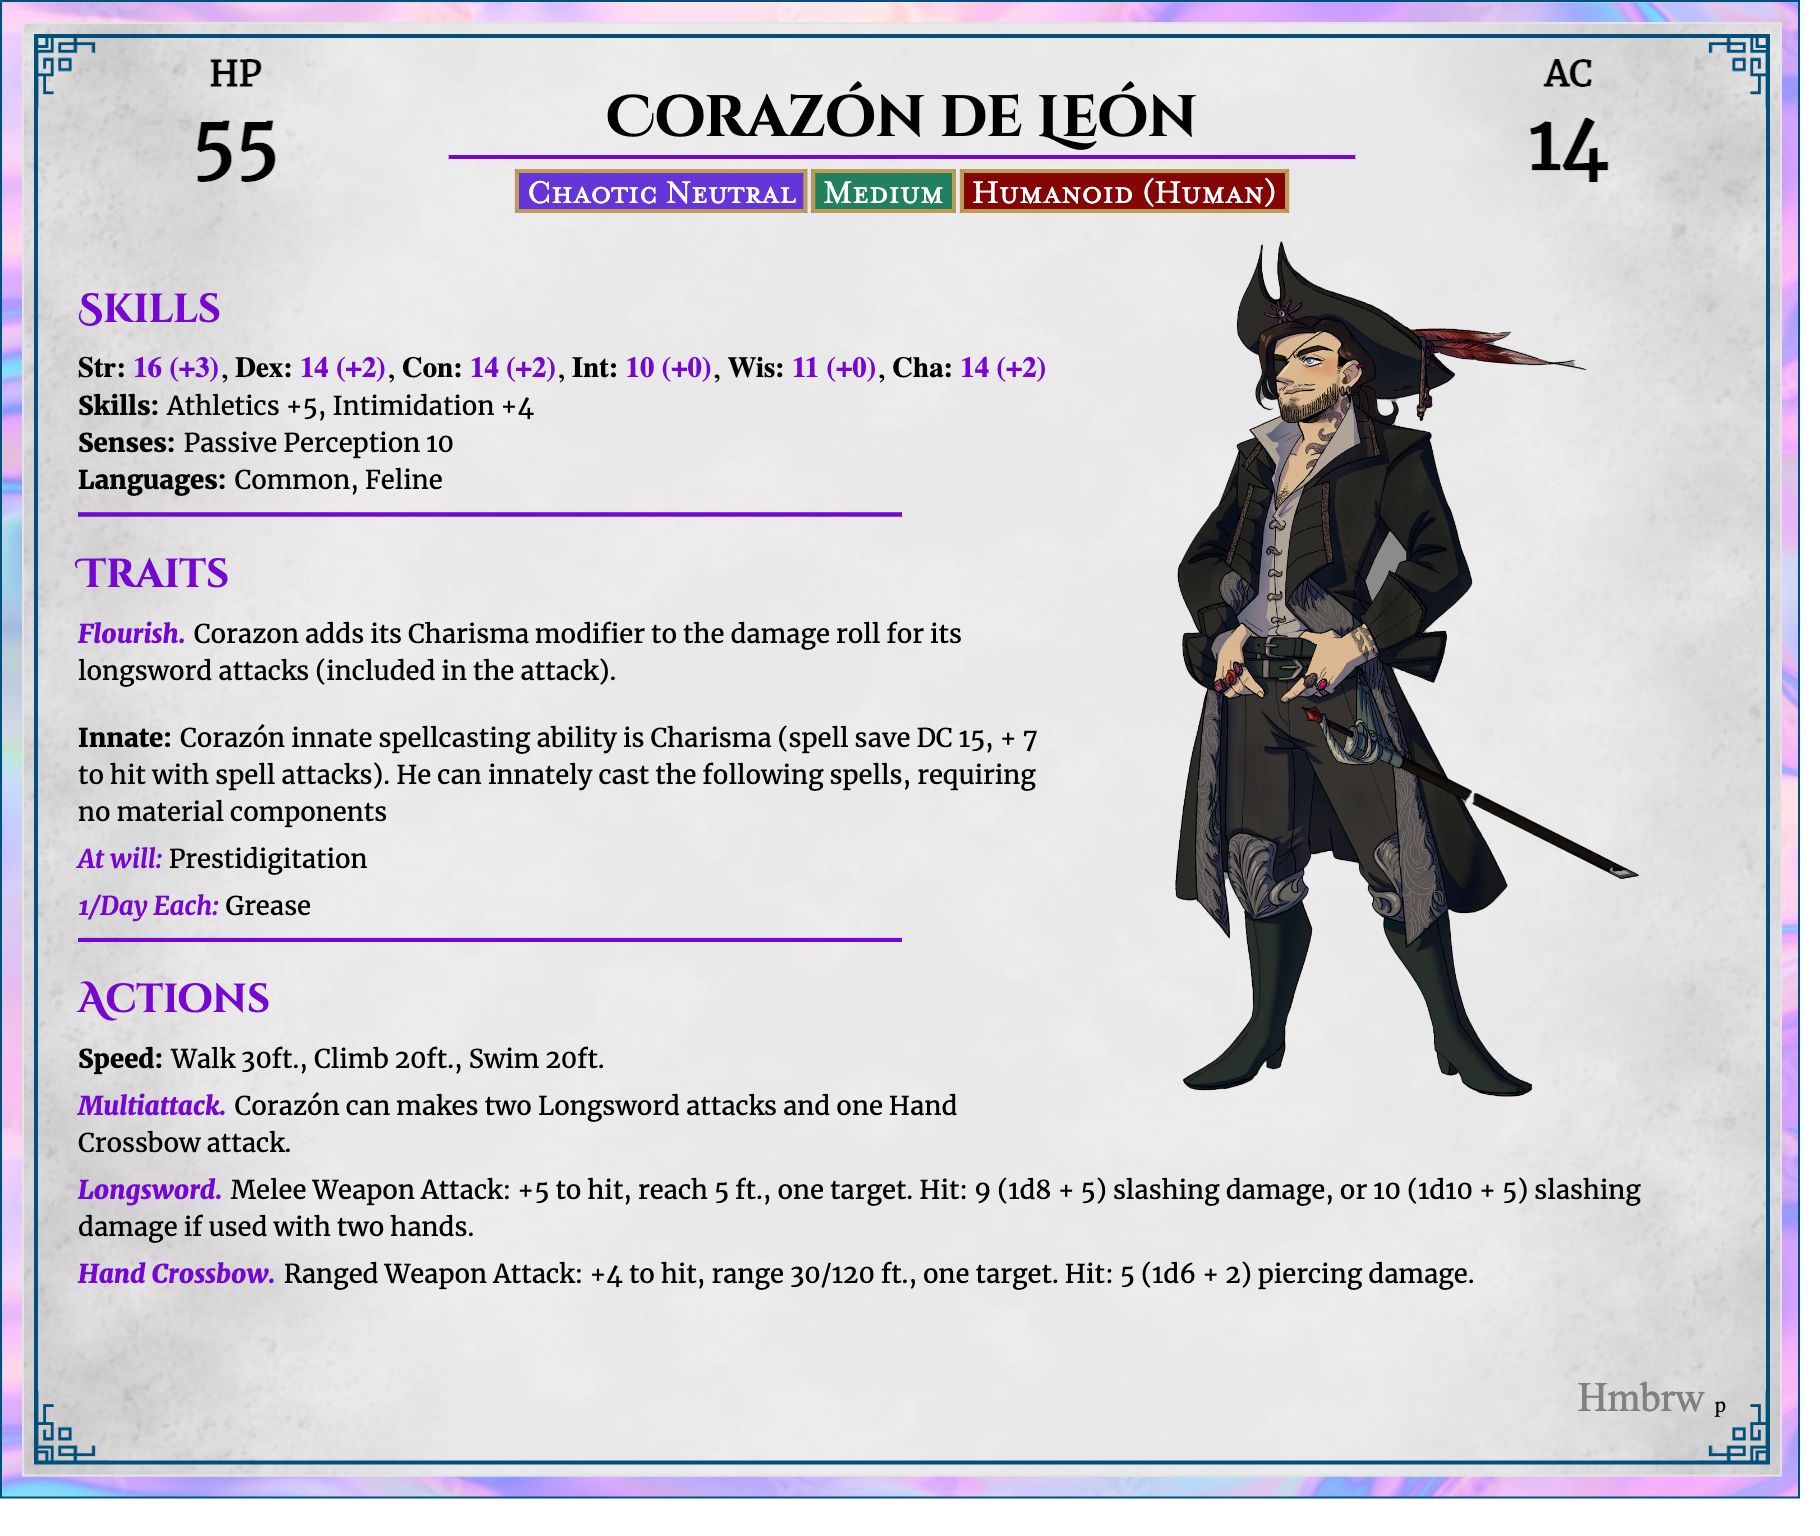 HP
55
Corazón de León
AC
14
Chaotic Neutral Medium Humanoid (Human)
Skills
Str: 16 (+3), Dex: 14 (+2), Con: 14 (+2), Int: 10 (+0), Wis: 11 (+0), Cha: 14 (+2)
Skills: Athletics +5, Intimidation +4
Senses: Passive Perception 10
Languages: Common, Feline
Traits
Flourish. Corazon adds its Charisma modifier to the damage roll for its
longsword attacks (included in the attack).
Innate: Corazón innate spellcasting ability is Charisma (spell save DC 15, + 7
to hit with spell attacks). He can innately cast the following spells, requiring
no material components
At will: Prestidigitation
1/Day Each: Grease
Actions
Speed: Walk 30ft., Climb 20ft., Swim 20ft.
Multiattack. Corazón can makes two Longsword attacks and one Hand
Crossbow attack.
Longsword. Melee Weapon Attack: +5 to hit, reach 5 ft., one target. Hit: 9 (1d8 + 5) slashing damage, or 10 (1d10 + 5) slashing
damage if used with two hands.
Hand Crossbow. Ranged Weapon Attack: +4 to hit, range 30/120 ft., one target. Hit: 5 (1d6 + 2) piercing damage.
Hmbrw p